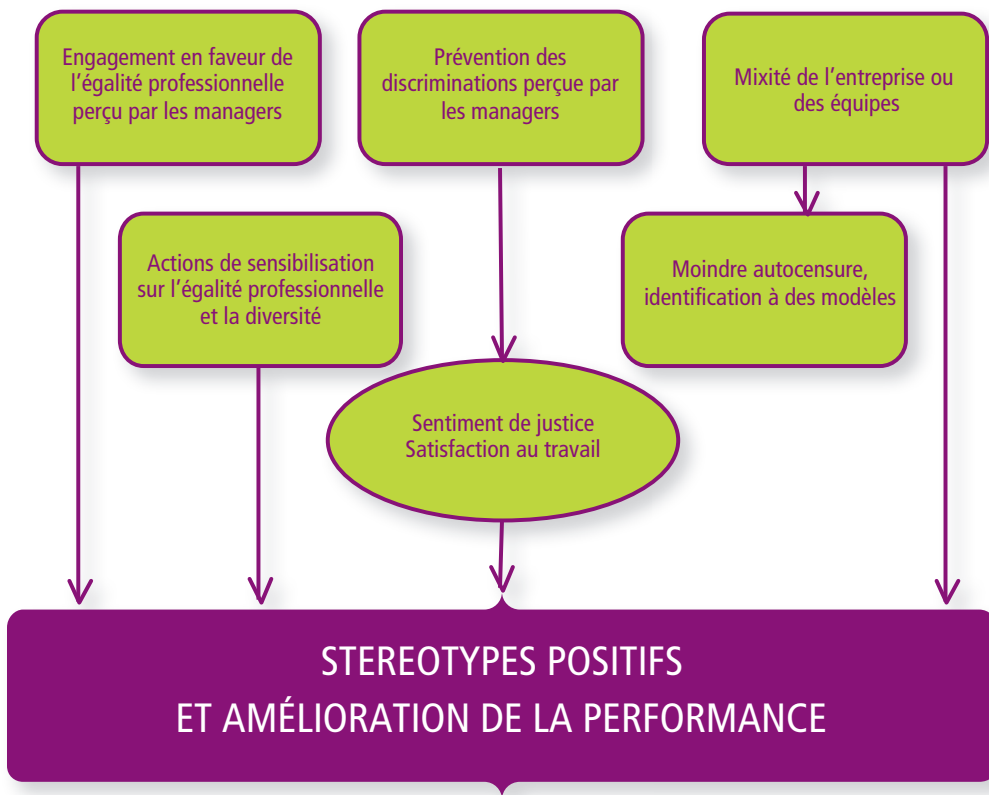 Engagement en faveur de
l'égalité professionnelle
perçu par les managers
Prévention des
discriminations perçue par
les managers
Mixité de l'entreprise ou
des équipes
Actions de sensibilisation
sur l'égalité professionnelle
et la diversité
Moindre autocensure,
identification à des modèles
Sentiment de justice
Satisfaction au travail
STEREOTYPES POSITIFS
ET AMÉLIORATION DE LA PERFORMANCE